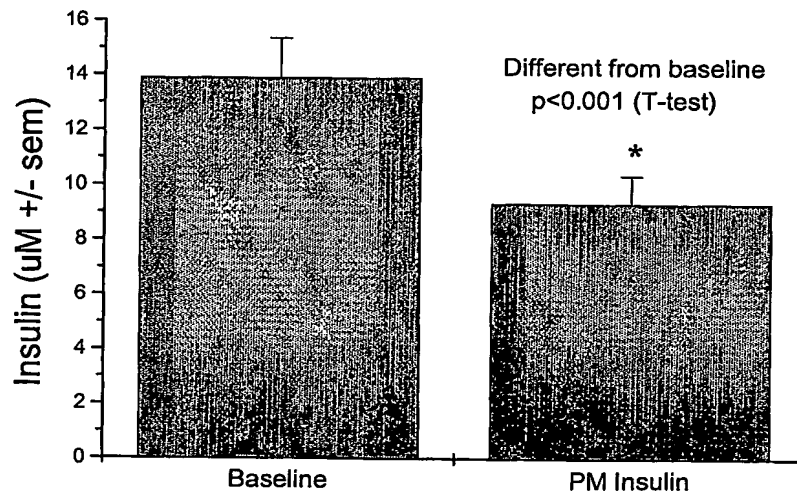 Insulin (uM +/- sem)
16
14
12
10
8
6
4
2
0
Different from baseline
p<0.001 (T-test)
*
Baseline
PM Insulin